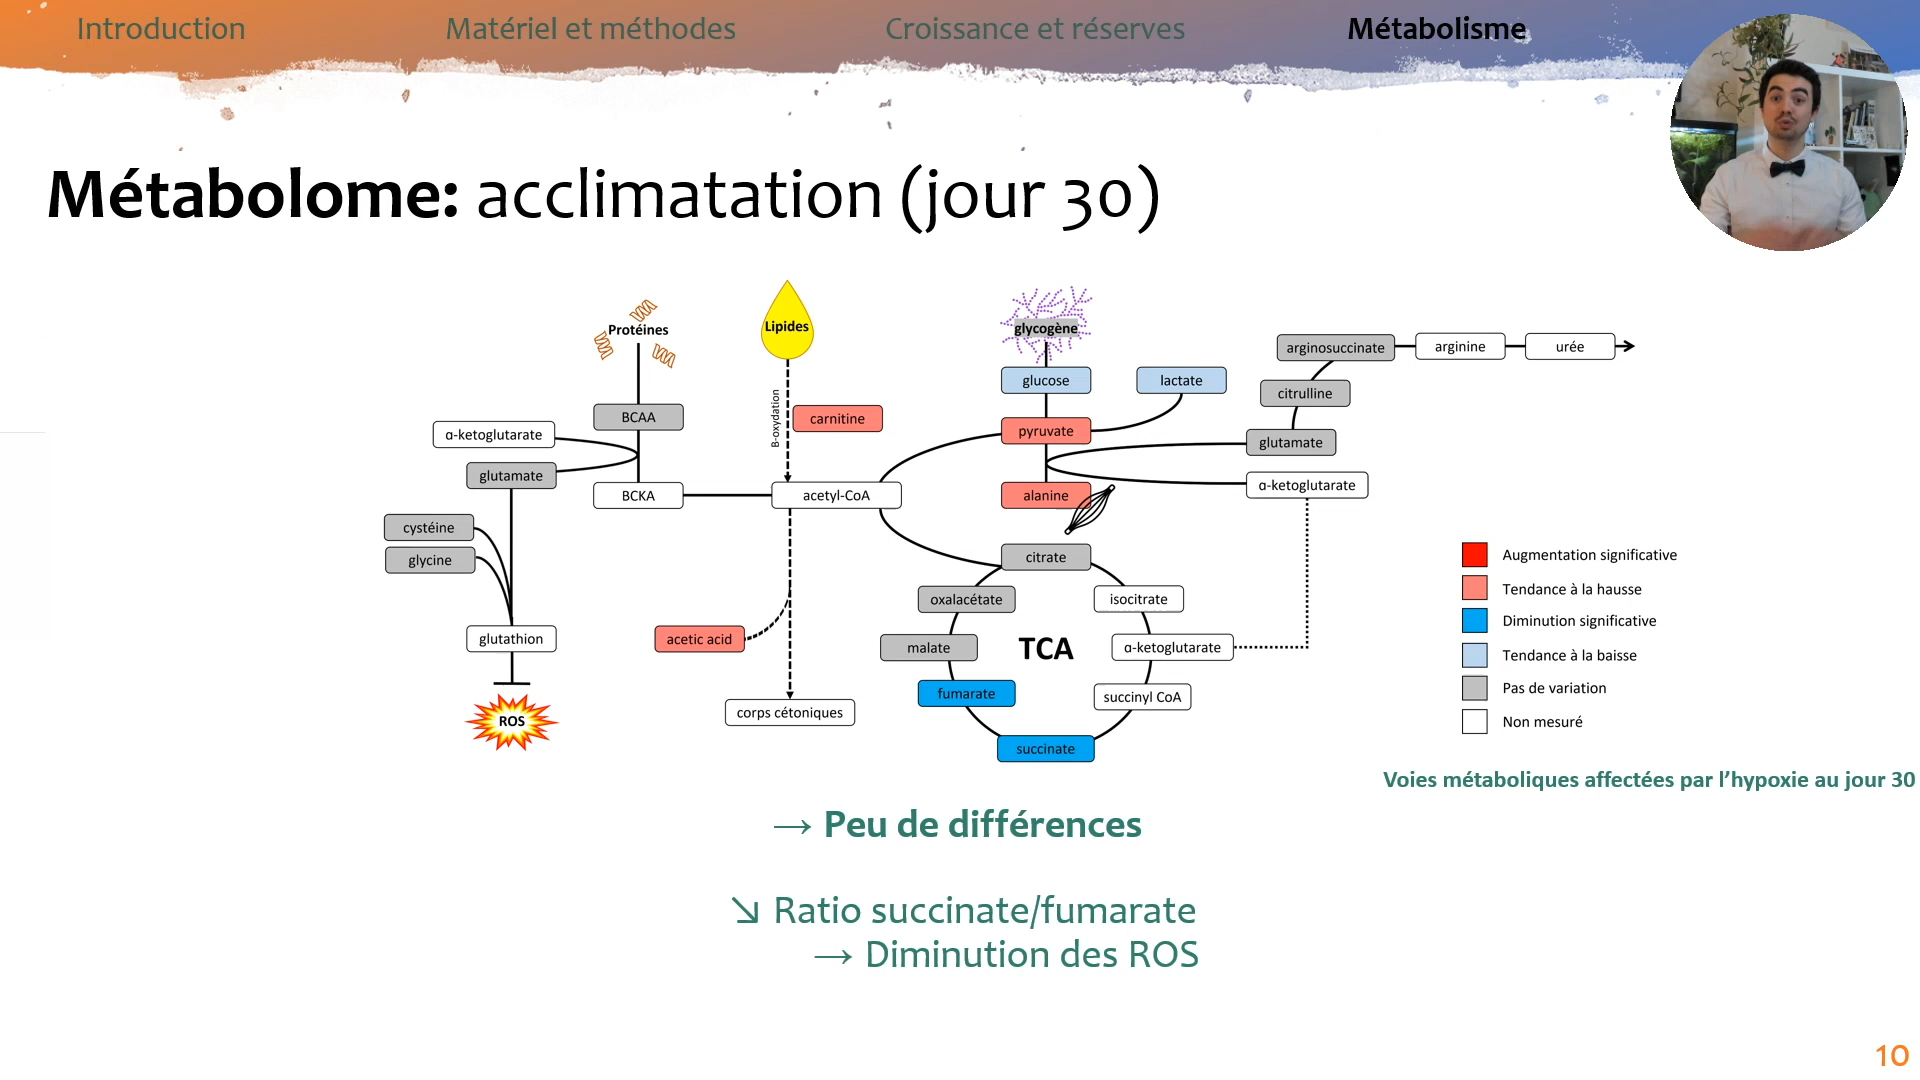 Introduction
Matériel et méthodes
Croissance et réserves
Métabolisme
Métabolome: acclimatation (jour 30)
Protéines
Lipides
glycogène
arginosuccinate
arginine
urée
glucose
lactate
citrulline
BCAA
B-oxydation
carnitine
pyruvate
α-ketoglutarate
glutamate
glutamate
α-ketoglutarate
BCKA
acetyl-CoA
alanine
cystéine
glycine
citrate
oxalacétate
isocitrate
glutathion
acetic acid
malate
TCA
α-ketoglutarate
fumarate
succinyl CoA
corps cétoniques
ROS
succinate
Augmentation significative
Tendance à la hausse
Diminution significative
Tendance à la baisse
Pas de variation
Non mesuré
Voies métaboliques affectées par l’hypoxie au jour 30
→ Peu de différences
↘ Ratio succinate/fumarate
→ Diminution des ROS
10